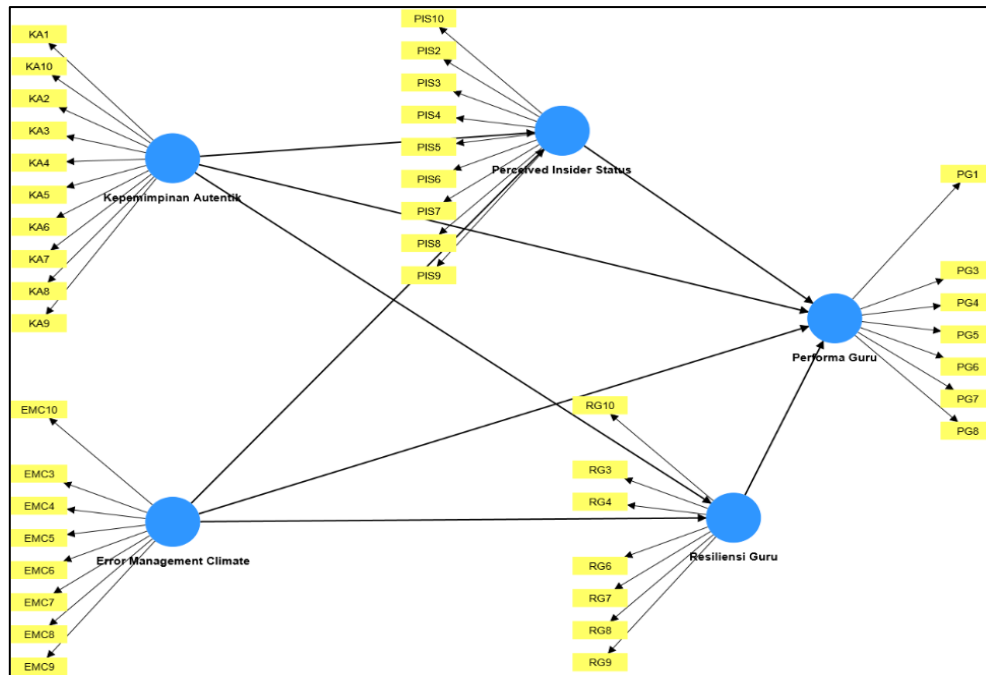 KA1
KA10
KA2
KA3
KA4
KA5
KA6
KA7
KA8
KA9
Kepemimpinan Autentik
PIS10
PIS2
PIS3
PIS4
PIS5
PIS6
PIS7
PIS8
PIS9
Perceived Insider Status
PG1
PG3
PG4
PG5
PG6
PG7
PG8
Performa Guru
EMC10
EMC3
EMC4
EMC5
EMC6
EMC7
EMC8
EMC9
Error Management Climate
RG10
RG3
RG4
RG6
RG7
RG8
RG9
Resiliensi Guru